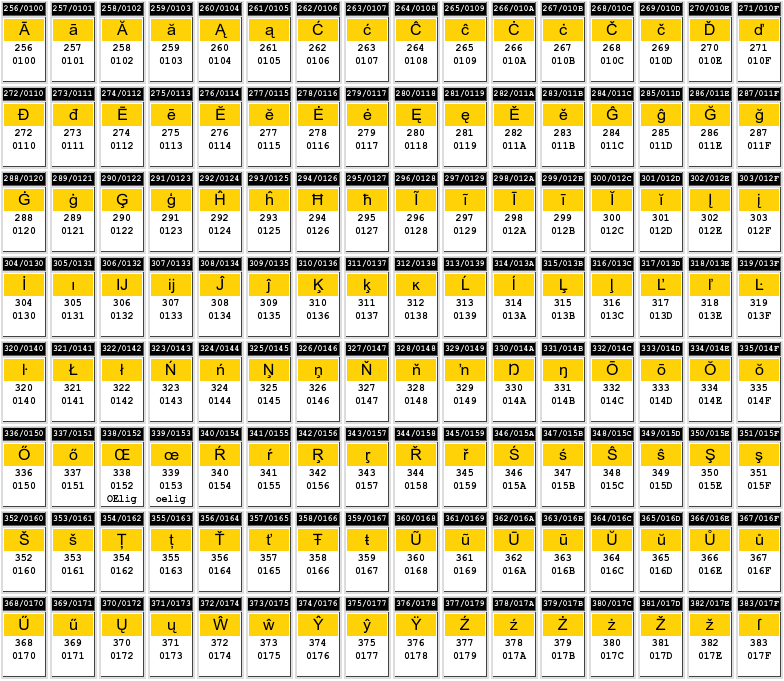 256/0100 257/0101 258/0102 259/0103 260/0104 261/0105 262/0106 263/0107 264/0108 265/0109 266/010A 267/010B 268/010C 269/010D 270/010E 271/010F
Ā ā Ă ă Ą ą Ć ć Ĉ ĉ Ċ ċ Č č Ď ď
256 257 258 259 260 261 262 263 264 265 266 267 268 269 270 271
0100 0101 0102 0103 0104 0105 0106 0107 0108 0109 010A 010B 010C 010D 010E 010F
272/0110 273/0111 274/0112 275/0113 276/0114 277/0115 278/0116 279/0117 280/0118 281/0119 282/011A 283/011B 284/011C 285/011D 286/011E 287/011F
Đ đ Ē ē Ĕ ĕ Ė ė Ę ę Ě ě Ĝ ĝ Ğ ğ
272 273 274 275 276 277 278 279 280 281 282 283 284 285 286 287
0110 0111 0112 0113 0114 0115 0116 0117 0118 0119 011A 011B 011C 011D 011E 011F
288/0120 289/0121 290/0122 291/0123 292/0124 293/0125 294/0126 295/0127 296/0128 297/0129 298/012A 299/012B 300/012C 301/012D 302/012E 303/012F
Ġ ġ Ģ ģ Ĥ ĥ Ħ ħ Ĩ ĩ Ī ī Ĭ ĭ Į į
288 289 290 291 292 293 294 295 296 297 298 299 300 301 302 303
0120 0121 0122 0123 0124 0125 0126 0127 0128 0129 012A 012B 012C 012D 012E 012F
304/0130 305/0131 306/0132 307/0133 308/0134 309/0135 310/0136 311/0137 312/0138 313/0139 314/013A 315/013B 316/013C 317/013D 318/013E 319/013F
İ ı Ĳ ĳ Ĵ ĵ Ķ ķ ĸ Ĺ ĺ Ļ ļ Ľ ľ Ŀ
304 305 306 307 308 309 310 311 312 313 314 315 316 317 318 319
0130 0131 0132 0133 0134 0135 0136 0137 0138 0139 013A 013B 013C 013D 013E 013F
320/0140 321/0141 322/0142 323/0143 324/0144 325/0145 326/0146 327/0147 328/0148 329/0149 330/014A 331/014B 332/014C 333/014D 334/014E 335/014F
ŀ Ł ł Ń ń Ņ ņ Ň ň ŉ Ŋ ŋ Ō ō Ŏ ŏ
320 321 322 323 324 325 326 327 328 329 330 331 332 333 334 335
0140 0141 0142 0143 0144 0145 0146 0147 0148 0149 014A 014B 014C 014D 014E 014F
336/0150 337/0151 338/0152 339/0153 340/0154 341/0155 342/0156 343/0157 344/0158 345/0159 346/015A 347/015B 348/015C 349/015D 350/015E 351/015F
Ő ő Œ œ Ŕ ŕ Ŗ ŗ Ř ř Ś ś Ŝ ŝ Ş ş
336 337 338 339 340 341 342 343 344 345 346 347 348 349 350 351
0150 0151 0152 0153 0154 0155 0156 0157 0158 0159 015A 015B 015C 015D 015E 015F
OElig oelig
352/0160 353/0161 354/0162 355/0163 356/0164 357/0165 358/0166 359/0167 360/0168 361/0169 362/016A 363/016B 364/016C 365/016D 366/016E 367/016F
Š š Ţ ţ Ť ť Ŧ ŧ Ũ ũ Ū ū Ŭ ŭ Ů ů
352 353 354 355 356 357 358 359 360 361 362 363 364 365 366 367
0160 0161 0162 0163 0164 0165 0166 0167 0168 0169 016A 016B 016C 016D 016E 016F
368/0170 369/0171 370/0172 371/0173 372/0174 373/0175 374/0176 375/0177 376/0178 377/0179 378/017A 379/017B 380/017C 381/017D 382/017E 383/017F
Ű ű Ų ų Ŵ ŵ Ŷ ŷ Ÿ Ź ź Ż ż Ž ž ſ
368 369 370 371 372 373 374 375 376 377 378 379 380 381 382 383
0170 0171 0172 0173 0174 0175 0176 0177 0178 0179 017A 017B 017C 017D 017E 017F